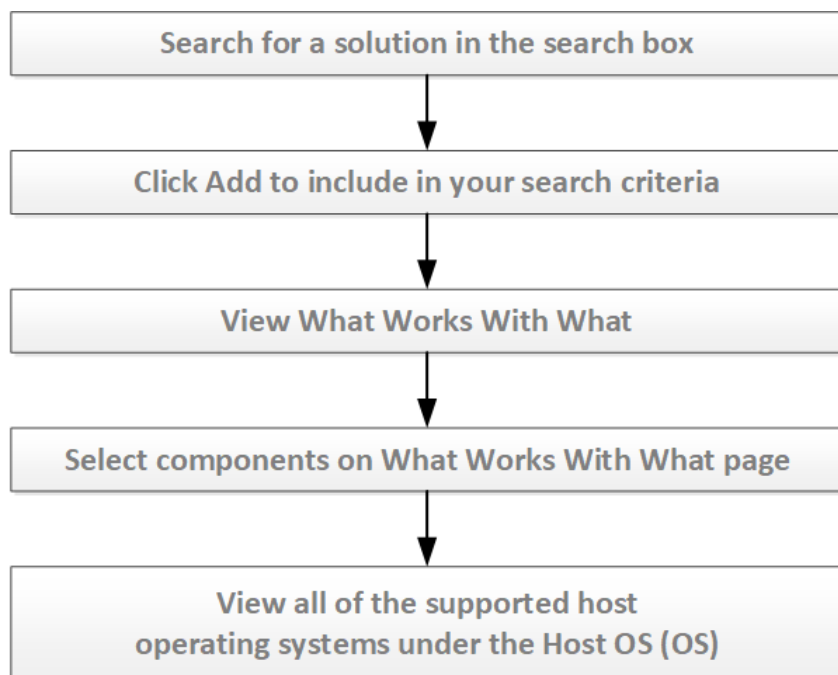 Search for a solution in the search box
Click Add to include in your search criteria
View What Works With What
Select components on What Works With What page
View all of the supported host
operating systems under the Host OS (OS)